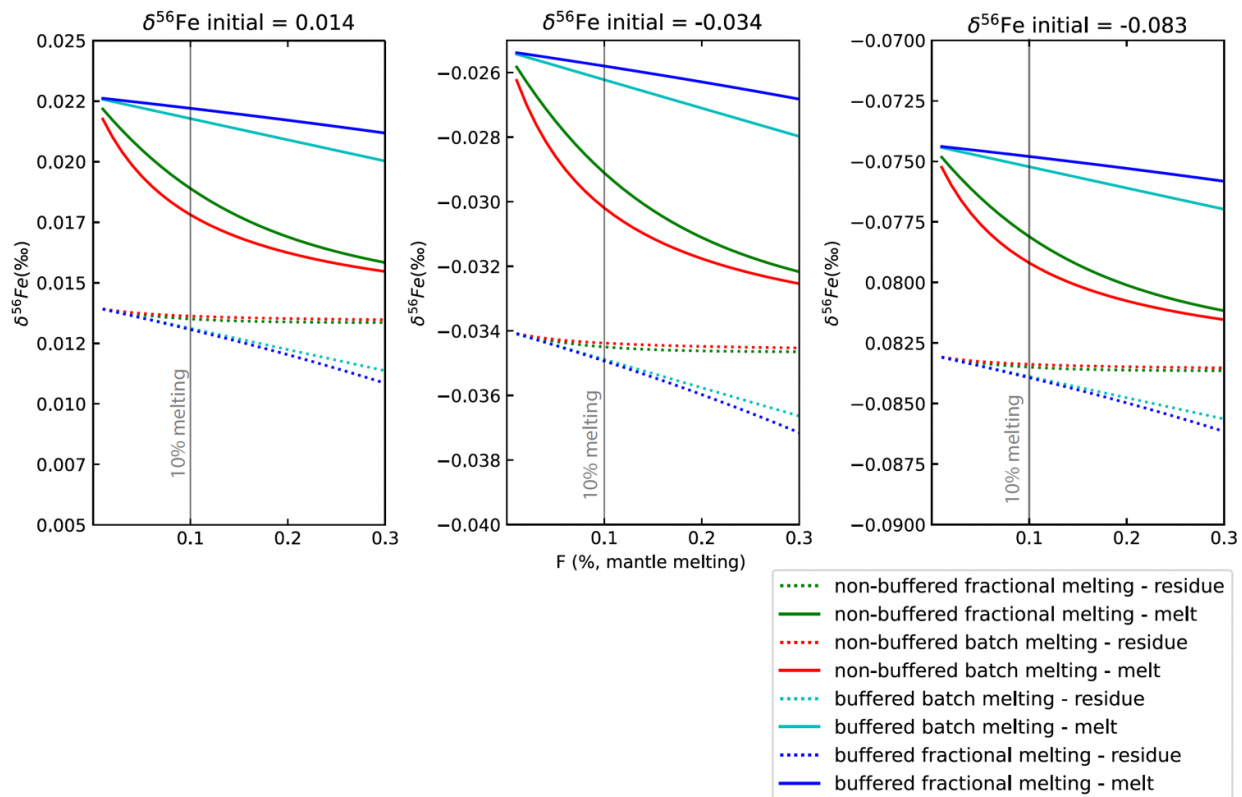 δ⁵⁶Fe initial = 0.014
0.025
0.022
0.020
0.017
0.015
0.012
0.010
0.007
0.005
δ⁵⁶Fe(‰)
10% melting
0.1
0.2
0.3
δ⁵⁶Fe initial = -0.034
−0.026
−0.028
−0.030
−0.032
−0.034
−0.036
−0.038
−0.040
δ⁵⁶Fe(‰)
10% melting
0.1
0.2
0.3
F (%, mantle melting)
δ⁵⁶Fe initial = -0.083
−0.0700
−0.0725
−0.0750
−0.0775
−0.0800
−0.0825
−0.0850
−0.0875
−0.0900
δ⁵⁶Fe(‰)
10% melting
0.1
0.2
0.3
non-buffered fractional melting - residue
non-buffered fractional melting - melt
non-buffered batch melting - residue
non-buffered batch melting - melt
buffered batch melting - residue
buffered batch melting - melt
buffered fractional melting - residue
buffered fractional melting - melt